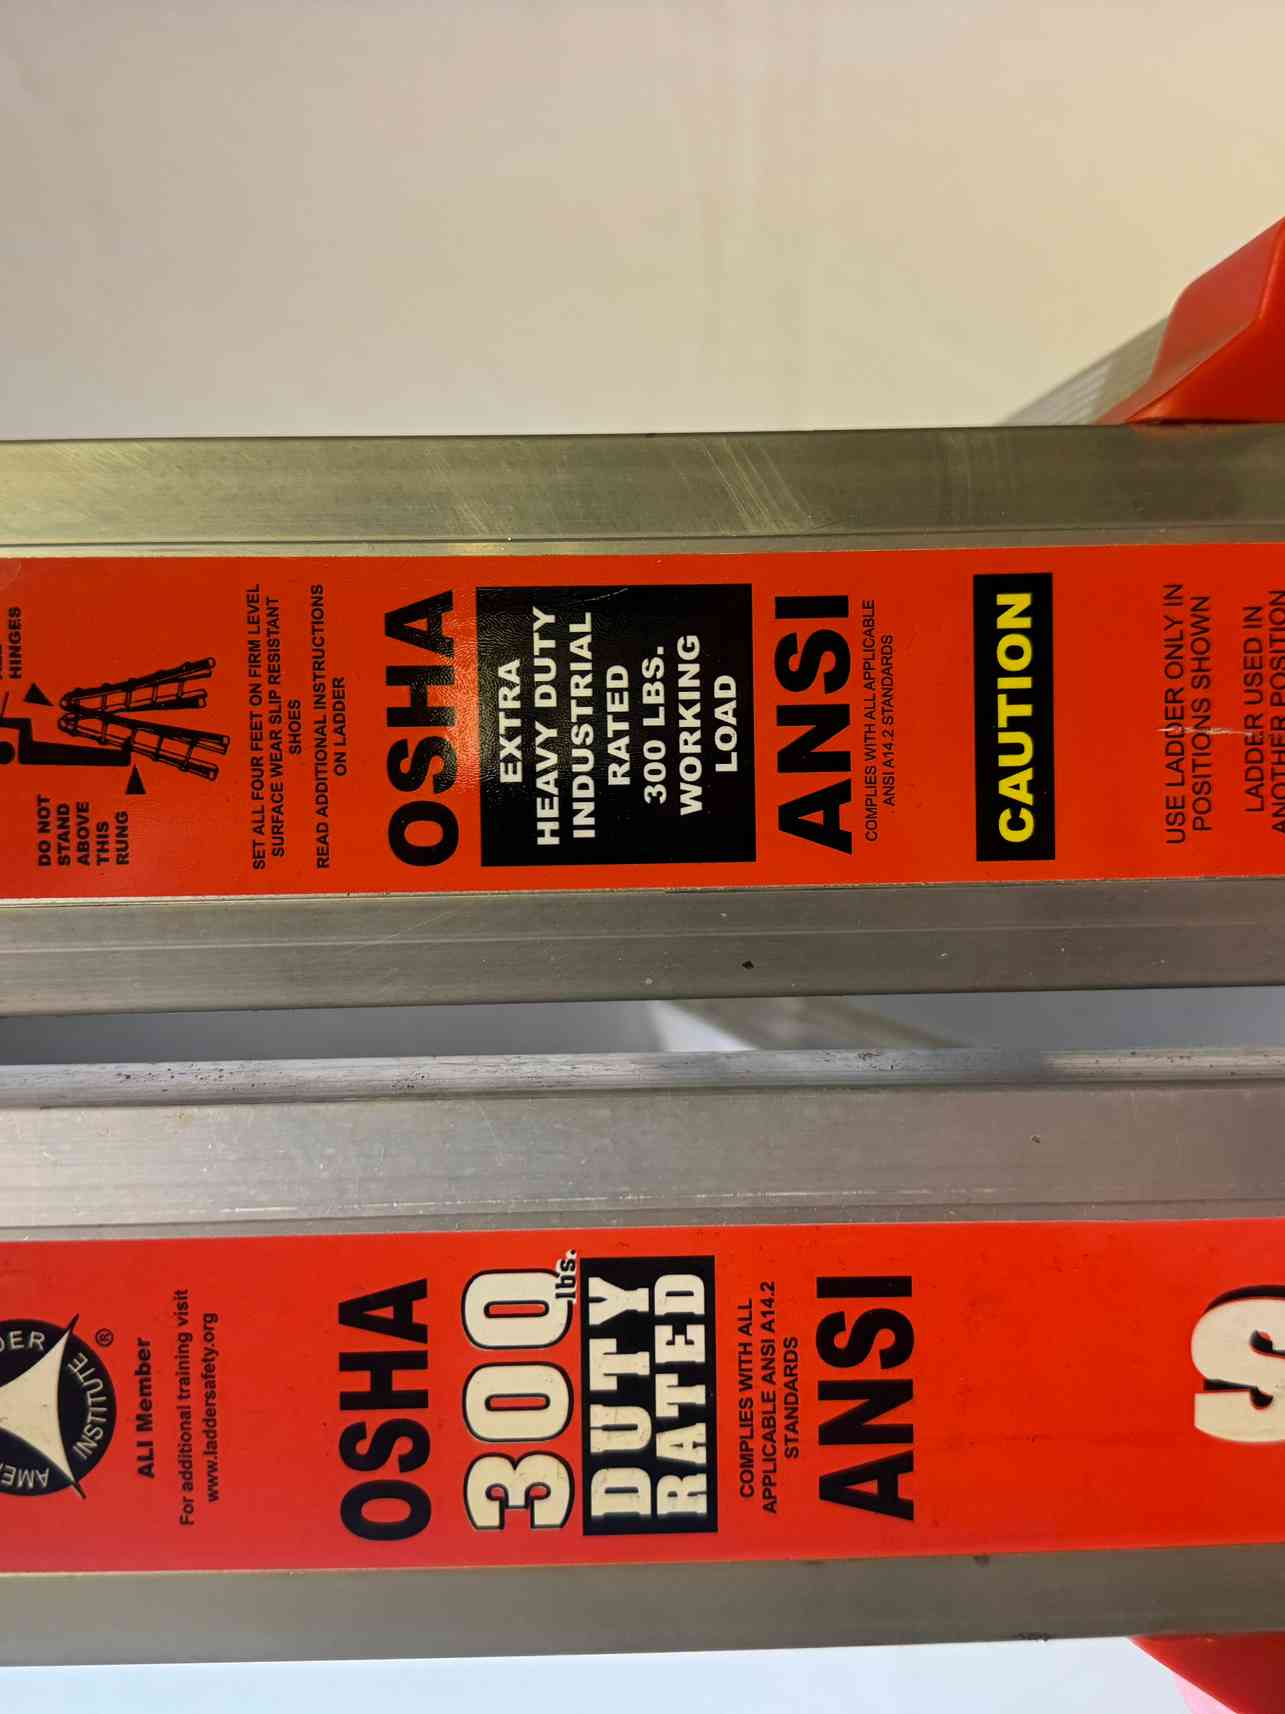 HINGES
DO NOT
STAND
ABOVE
THIS
RUNG
SET ALL FOUR FEET ON FIRM LEVEL
SURFACE WEAR SLIP RESISTANT
SHOES
READ ADDITIONAL INSTRUCTIONS
ON LADDER
OSHA
EXTRA
HEAVY DUTY
INDUSTRIAL
RATED
300 LBS.
WORKING
LOAD
ANSI
COMPLIES WITH ALL APPLICABLE
ANSI A14.2 STANDARDS
CAUTION
USE LADDER ONLY IN
POSITIONS SHOWN
LADDER USED IN
ANOTHER POSITION
INSTITUTE
®
ALI Member
For additional training visit
www.laddersafety.org
OSHA
300 lbs.
DUTY
RATED
COMPLIES WITH ALL
APPLICABLE ANSI A14.2
STANDARDS
ANSI
S